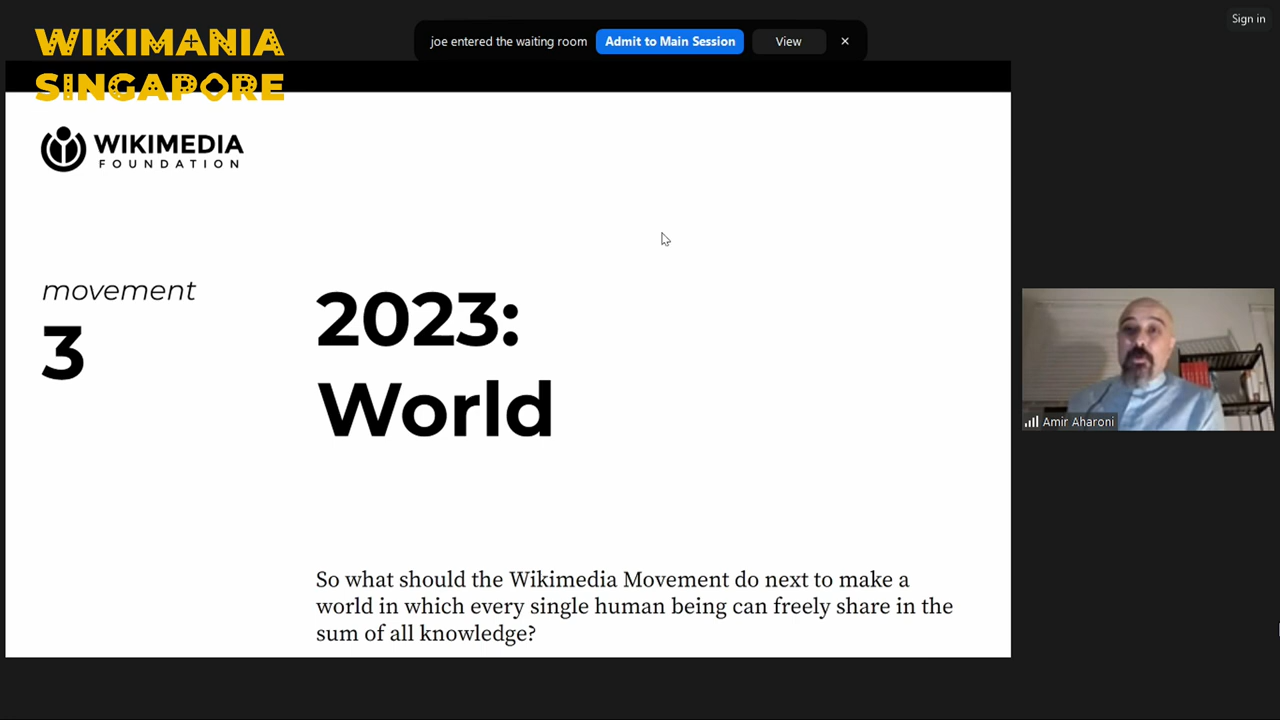 Sign in
WIKIMANIA
SINGAPORE
joe entered the waiting room Admit to Main Session View
WIKIMEDIA
FOUNDATION
movement
3
2023:
World
So what should the Wikimedia Movement do next to make a
world in which every single human being can freely share in the
sum of all knowledge?
Amir Aharoni